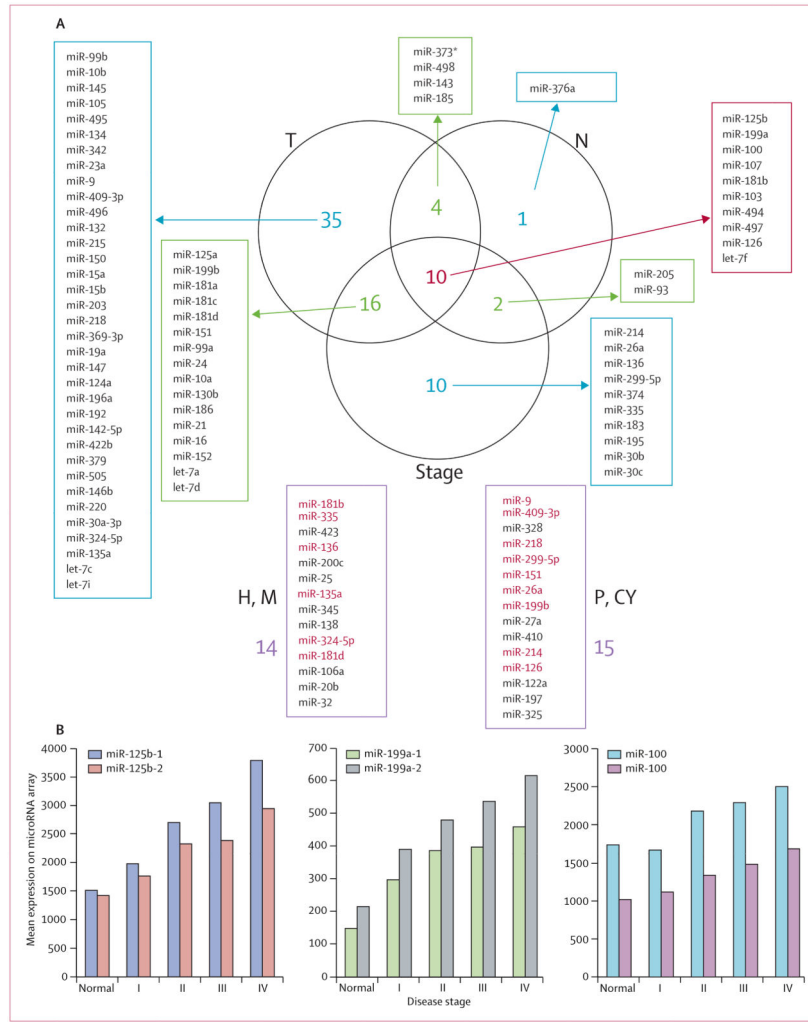 A
miR-99b
miR-10b
miR-145
miR-105
miR-495
miR-134
miR-342
miR-23a
miR-9
miR-409-3p
miR-496
miR-132
miR-215
miR-150
miR-15a
miR-15b
miR-203
miR-218
miR-369-3p
miR-19a
miR-147
miR-124a
miR-196a
miR-192
miR-142-5p
miR-422b
miR-379
miR-505
miR-146b
miR-220
miR-30a-3p
miR-324-5p
miR-135a
let-7c
let-7i
miR-125a
miR-199b
miR-181a
miR-181c
miR-181d
miR-151
miR-99a
miR-24
miR-10a
miR-130b
miR-186
miR-21
miR-16
miR-152
let-7a
let-7d
miR-373*
miR-498
miR-143
miR-185
miR-376a
T
N
35
4
1
10
16
2
10
Stage
miR-125b
miR-199a
miR-100
miR-107
miR-181b
miR-103
miR-494
miR-497
miR-126
let-7f
miR-205
miR-93
miR-214
miR-26a
miR-136
miR-299-5p
miR-374
miR-335
miR-183
miR-195
miR-30b
miR-30c
H, M
14
miR-181b
miR-335
miR-423
miR-136
miR-200c
miR-25
miR-135a
miR-345
miR-138
miR-324-5p
miR-181d
miR-106a
miR-20b
miR-32
miR-9
miR-409-3p
miR-328
miR-218
miR-299-5p
miR-151
miR-26a
miR-199b
miR-27a
miR-410
miR-214
miR-126
miR-122a
miR-197
miR-325
P, CY
15
B
Mean expression on microRNA array
4000
3500
3000
2500
2000
1500
1000
500
0
miR-125b-1
miR-125b-2
Normal I II III IV
700
600
500
400
300
200
100
0
miR-199a-1
miR-199a-2
Normal I II III IV
Disease stage
3000
2500
2000
1500
1000
500
0
miR-100
miR-100
Normal I II III IV